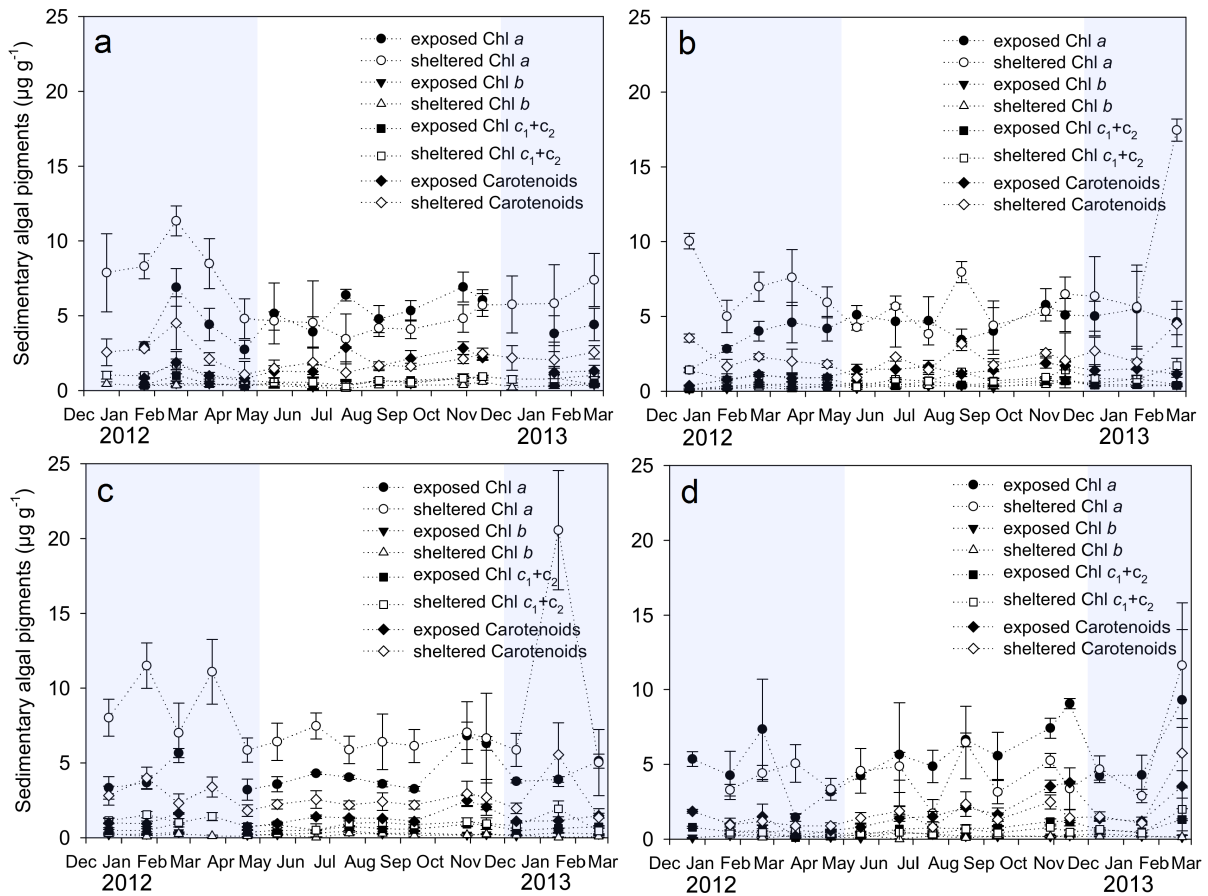 a
Sedimentary algal pigments (µg g⁻¹)
25
20
15
10
5
0
exposed Chl a
sheltered Chl a
exposed Chl b
sheltered Chl b
exposed Chl c₁+c₂
sheltered Chl c₁+c₂
exposed Carotenoids
sheltered Carotenoids
Dec Jan Feb Mar Apr May Jun Jul Aug Sep Oct Nov Dec Jan Feb Mar
2012 2013
b
25
20
15
10
5
0
exposed Chl a
sheltered Chl a
exposed Chl b
sheltered Chl b
exposed Chl c₁+c₂
sheltered Chl c₁+c₂
exposed Carotenoids
sheltered Carotenoids
Dec Jan Feb Mar Apr May Jun Jul Aug Sep Oct Nov Dec Jan Feb Mar
2012 2013
c
Sedimentary algal pigments (µg g⁻¹)
25
20
15
10
5
0
exposed Chl a
sheltered Chl a
exposed Chl b
sheltered Chl b
exposed Chl c₁+c₂
sheltered Chl c₁+c₂
exposed Carotenoids
sheltered Carotenoids
Dec Jan Feb Mar Apr May Jun Jul Aug Sep Oct Nov Dec Jan Feb Mar
2012 2013
d
25
20
15
10
5
0
exposed Chl a
sheltered Chl a
exposed Chl b
sheltered Chl b
exposed Chl c₁+c₂
sheltered Chl c₁+c₂
exposed Carotenoids
sheltered Carotenoids
Dec Jan Feb Mar Apr May Jun Jul Aug Sep Oct Nov Dec Jan Feb Mar
2012 2013